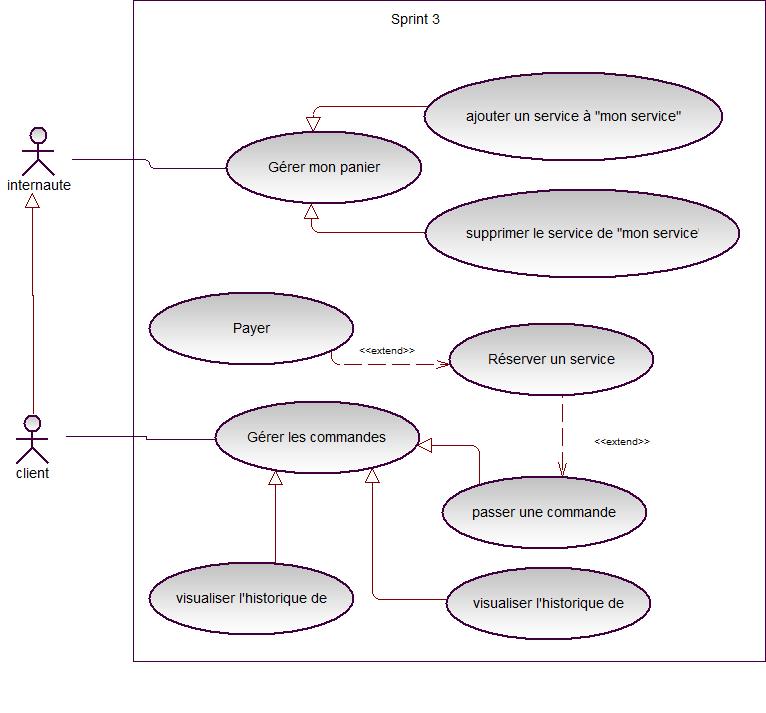 Sprint 3
ajouter un service à "mon service"
internaute
Gérer mon panier
supprimer le service de "mon service
Payer
<<extend>>
Réserver un service
Gérer les commandes
<<extend>>
client
passer une commande
visualiser l'historique de
visualiser l'historique de